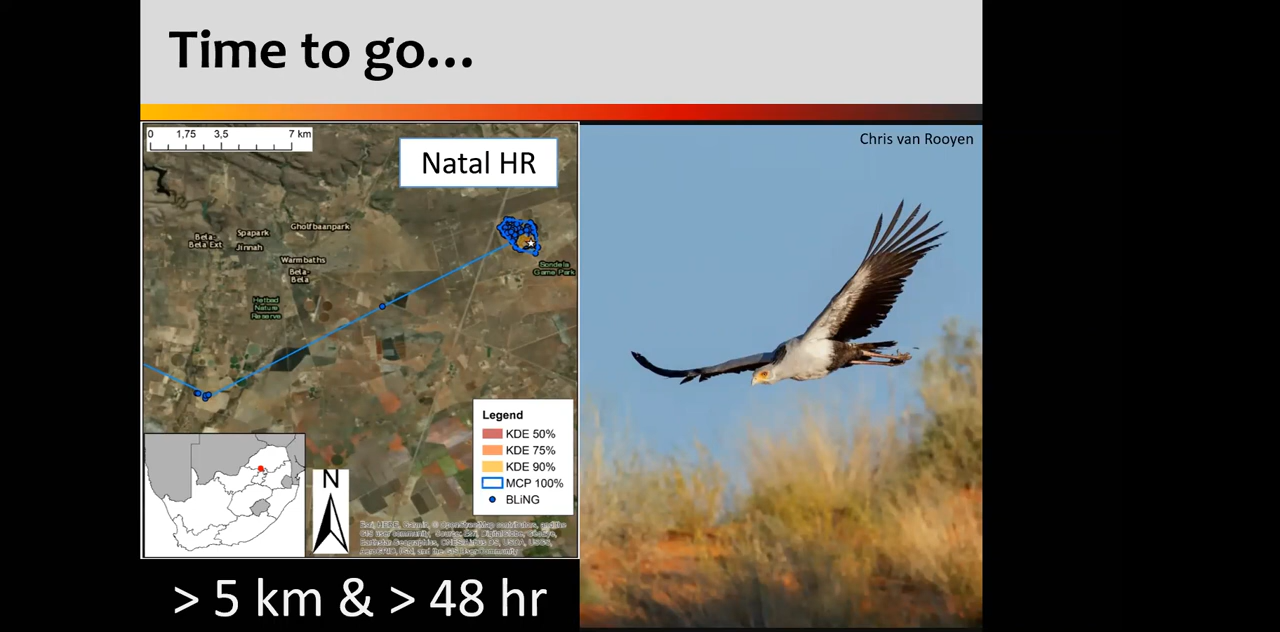 Time to go...
0 1,75 3,5 7 km
Natal HR
Chris van Rooyen
Bela-
Bela Ext
Spapark
Jinnah
Gholfbaanpark
Warmbaths
Bela-
Bela
Sondela
Game Park
Nature
Reserve
Legend
KDE 50%
KDE 75%
KDE 90%
MCP 100%
BLiNG
N
> 5 km & > 48 hr